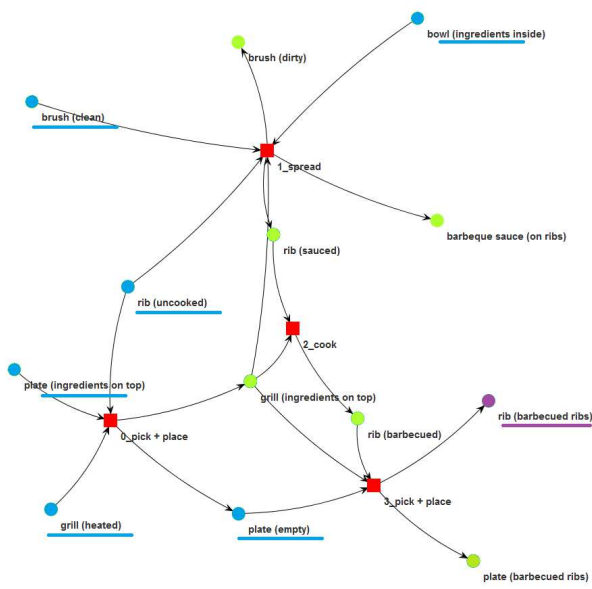 bowl (ingredients inside)
brush (dirty)
brush (clean)
1_spread
barbeque sauce (on ribs)
rib (sauced)
rib (uncooked)
2_cook
plate (ingredients on top)
grill (ingredients on top)
rib (barbecued ribs)
0_pick + place
rib (barbecued)
3_pick + place
grill (heated)
plate (empty)
plate (barbecued ribs)